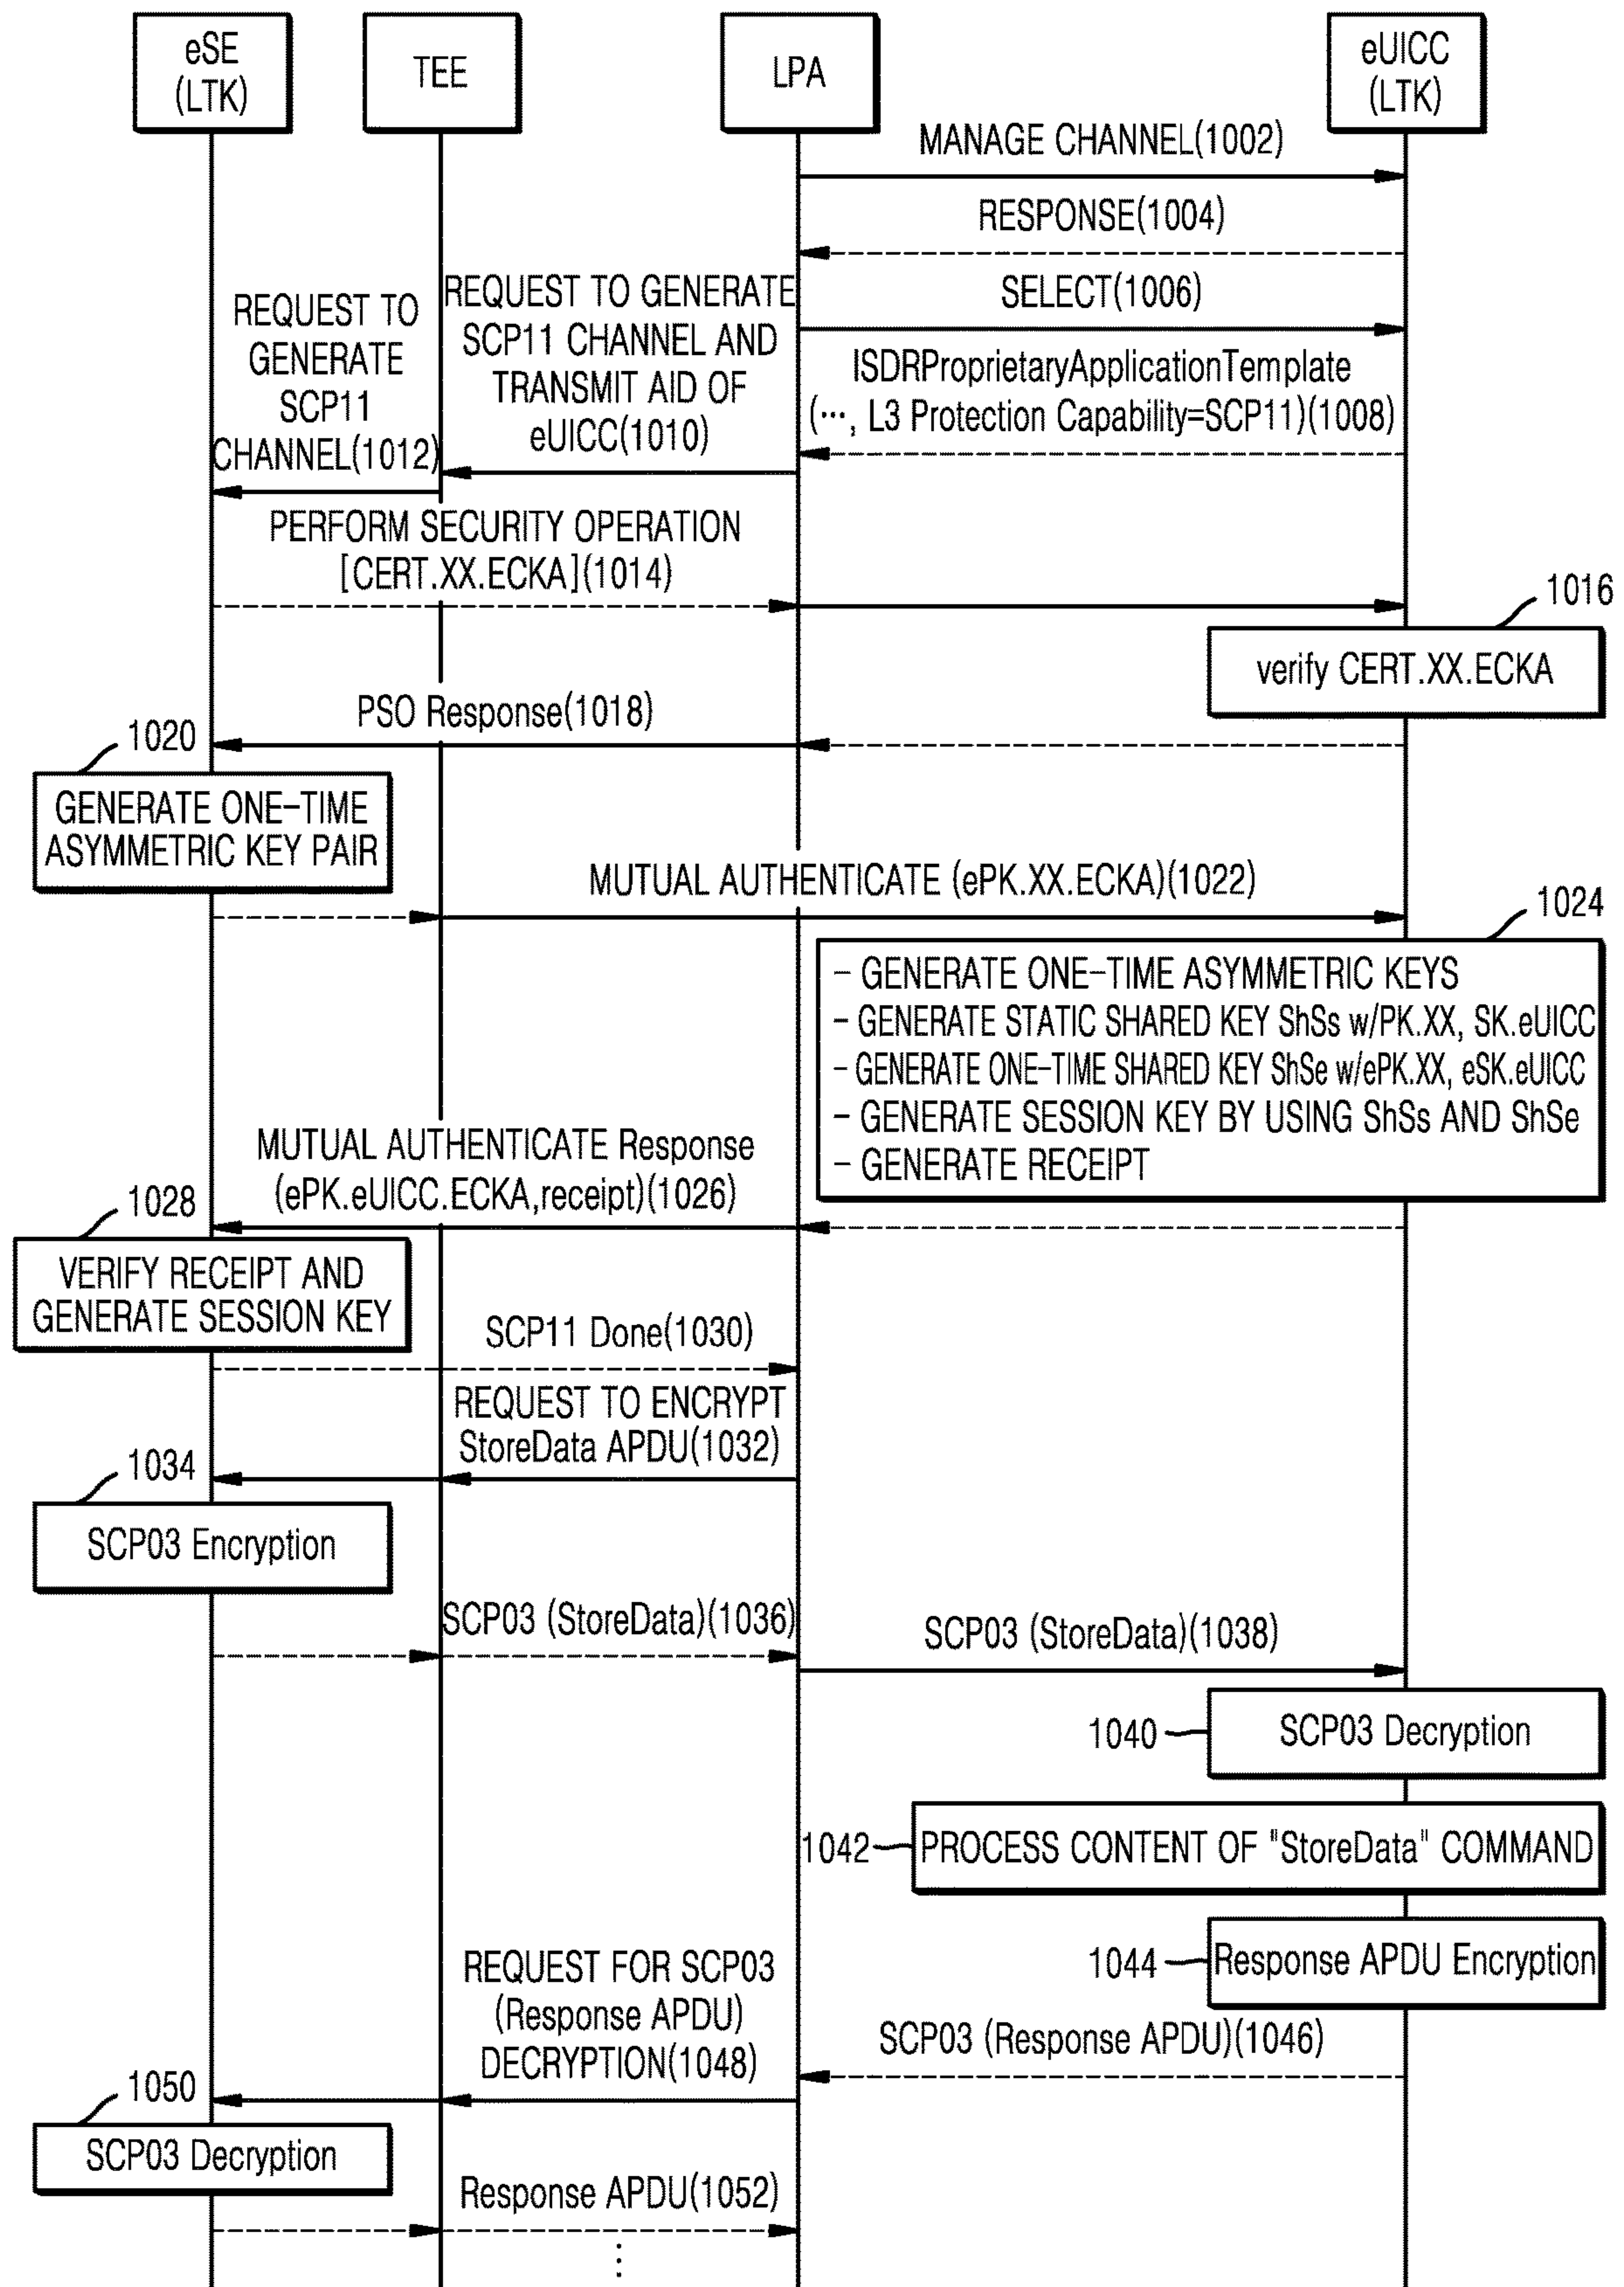 eSE
(LTK)
TEE
LPA
eUICC
(LTK)
MANAGE CHANNEL(1002)
RESPONSE(1004)
SELECT(1006)
ISDRProprietaryApplicationTemplate
(···, L3 Protection Capability=SCP11)(1008)
REQUEST TO GENERATE
SCP11 CHANNEL AND
TRANSMIT AID OF
eUICC(1010)
REQUEST TO
GENERATE
SCP11
CHANNEL(1012)
PERFORM SECURITY OPERATION
[CERT.XX.ECKA](1014)
1016
verify CERT.XX.ECKA
PSO Response(1018)
1020
GENERATE ONE-TIME
ASYMMETRIC KEY PAIR
MUTUAL AUTHENTICATE (ePK.XX.ECKA)(1022)
1024
- GENERATE ONE-TIME ASYMMETRIC KEYS
- GENERATE STATIC SHARED KEY ShSs w/PK.XX, SK.eUICC
- GENERATE ONE-TIME SHARED KEY ShSe w/ePK.XX, eSK.eUICC
- GENERATE SESSION KEY BY USING ShSs AND ShSe
- GENERATE RECEIPT
MUTUAL AUTHENTICATE Response
(ePK.eUICC.ECKA,receipt)(1026)
1028
VERIFY RECEIPT AND
GENERATE SESSION KEY
SCP11 Done(1030)
REQUEST TO ENCRYPT
StoreData APDU(1032)
1034
SCP03 Encryption
SCP03 (StoreData)(1036)
SCP03 (StoreData)(1038)
1040
SCP03 Decryption
1042
PROCESS CONTENT OF "StoreData" COMMAND
1044
Response APDU Encryption
SCP03 (Response APDU)(1046)
REQUEST FOR SCP03
(Response APDU)
DECRYPTION(1048)
1050
SCP03 Decryption
Response APDU(1052)
⋮